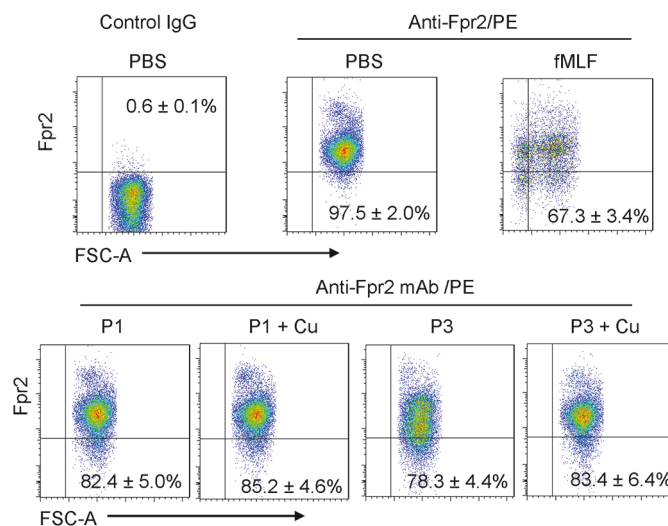 Control IgG
Anti-Fpr2/PE
PBS
PBS
fMLF
Fpr2
0.6 ± 0.1%
97.5 ± 2.0%
67.3 ± 3.4%
FSC-A
Anti-Fpr2 mAb /PE
P1
P1 + Cu
P3
P3 + Cu
Fpr2
82.4 ± 5.0%
85.2 ± 4.6%
78.3 ± 4.4%
83.4 ± 6.4%
FSC-A